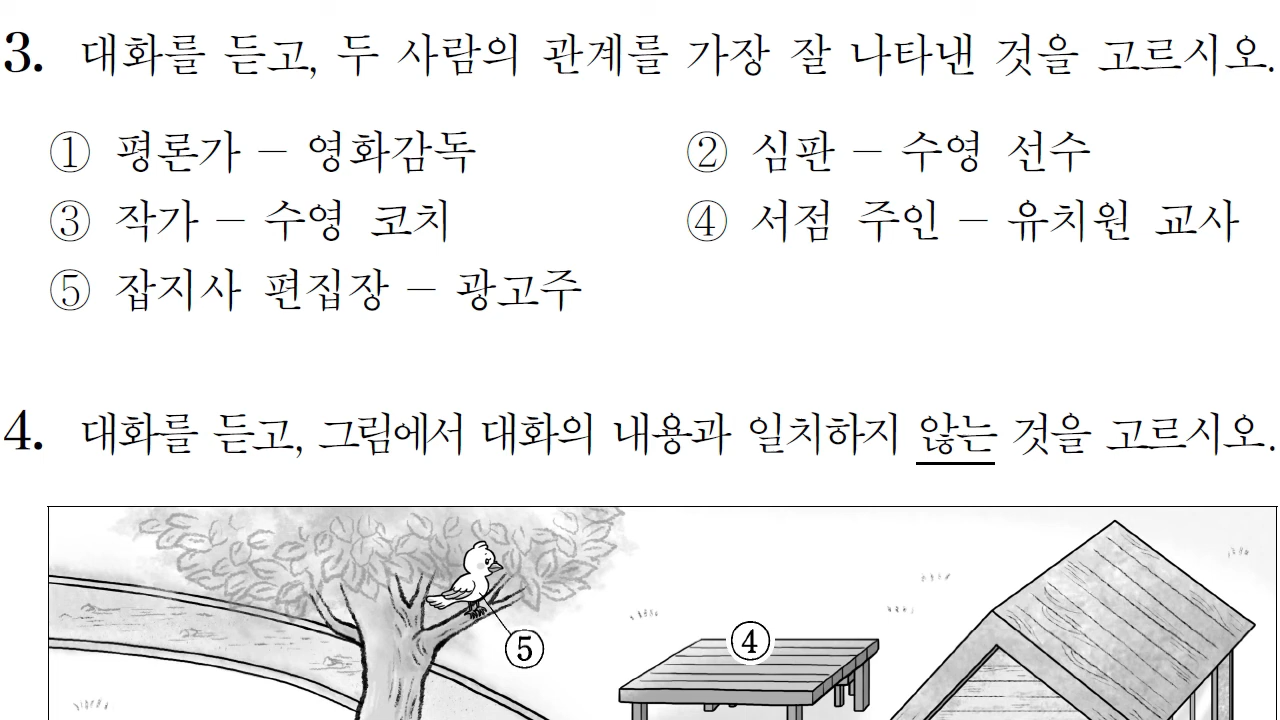 3. 대화를 듣고, 두 사람의 관계를 가장 잘 나타낸 것을 고르시오.
① 평론가 - 영화감독 ② 심판 - 수영 선수
③ 작가 - 수영 코치 ④ 서점 주인 - 유치원 교사
⑤ 잡지사 편집장 - 광고주
4. 대화를 듣고, 그림에서 대화의 내용과 일치하지 않는 것을 고르시오.
⑤ ④